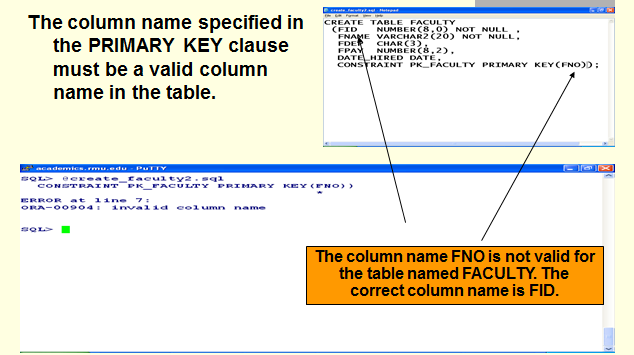 The column name specified in
the PRIMARY KEY clause
must be a valid column
name in the table.
create_faculty2.sql - Notepad
File Edit Format View Help
CREATE TABLE FACULTY
(FID NUMBER(8,0) NOT NULL,
FNAME VARCHAR2(20) NOT NULL,
CHAR(3),
FPAY NUMBER(8,2),
DATE_HIRED DATE,
CONSTRAINT PK_FACULTY PRIMARY KEY(FNO));
academics.rmu.edu - PuTTY
SQL> @create_faculty2.sql
CONSTRAINT PK_FACULTY PRIMARY KEY(FNO))
*
ERROR at line 7:
ORA-00904: invalid column name
SQL>
The column name FNO is not valid for
the table named FACULTY. The
correct column name is FID.